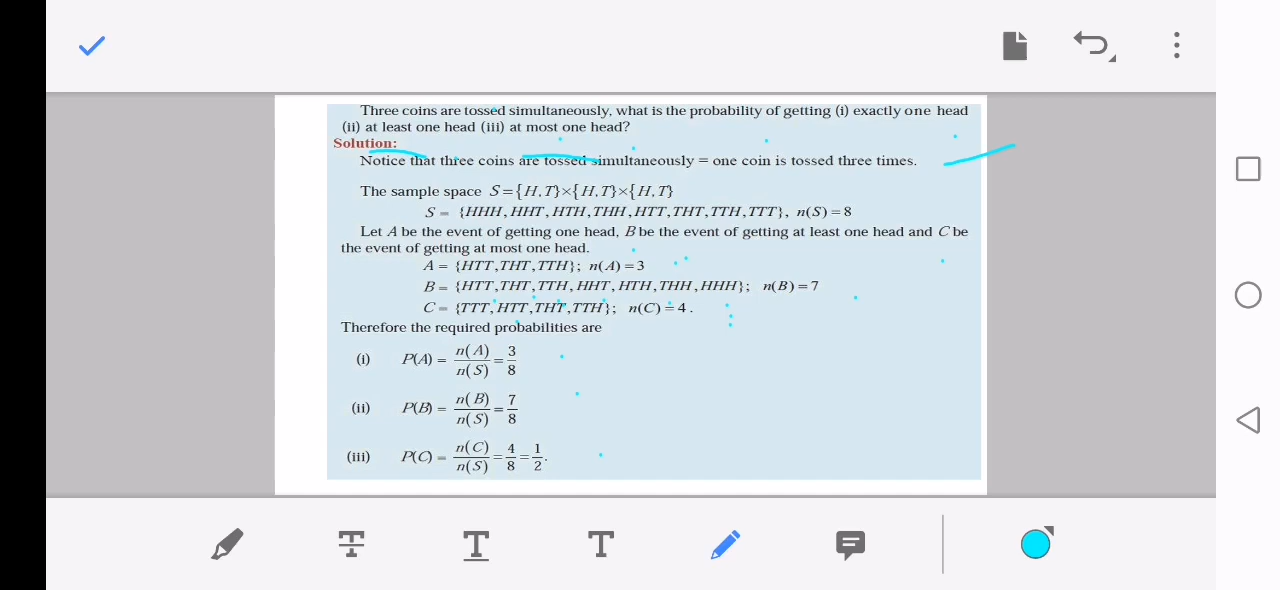 Three coins are tossed simultaneously, what is the probability of getting (i) exactly one head
(ii) at least one head (iii) at most one head?
Solution:
Notice that three coins are tossed simultaneously = one coin is tossed three times.
The sample space S={H,T}×{H,T}×{H,T}
S = {HHH, HHT, HTH, THH, HTT, THT, TTH, TTT}, n(S)=8
Let A be the event of getting one head, B be the event of getting at least one head and C be
the event of getting at most one head.
A = {HTT,THT,TTH}; n(A)=3
B = {HTT,THT,TTH,HHT,HTH,THH,HHH}; n(B)=7
C = {TTT,HTT,THT,TTH}; n(C)=4.
Therefore the required probabilities are
(i) P(A) = n(A)/n(S) = 3/8
(ii) P(B) = n(B)/n(S) = 7/8
(iii) P(C) = n(C)/n(S) = 4/8 = 1/2.
T
T
T